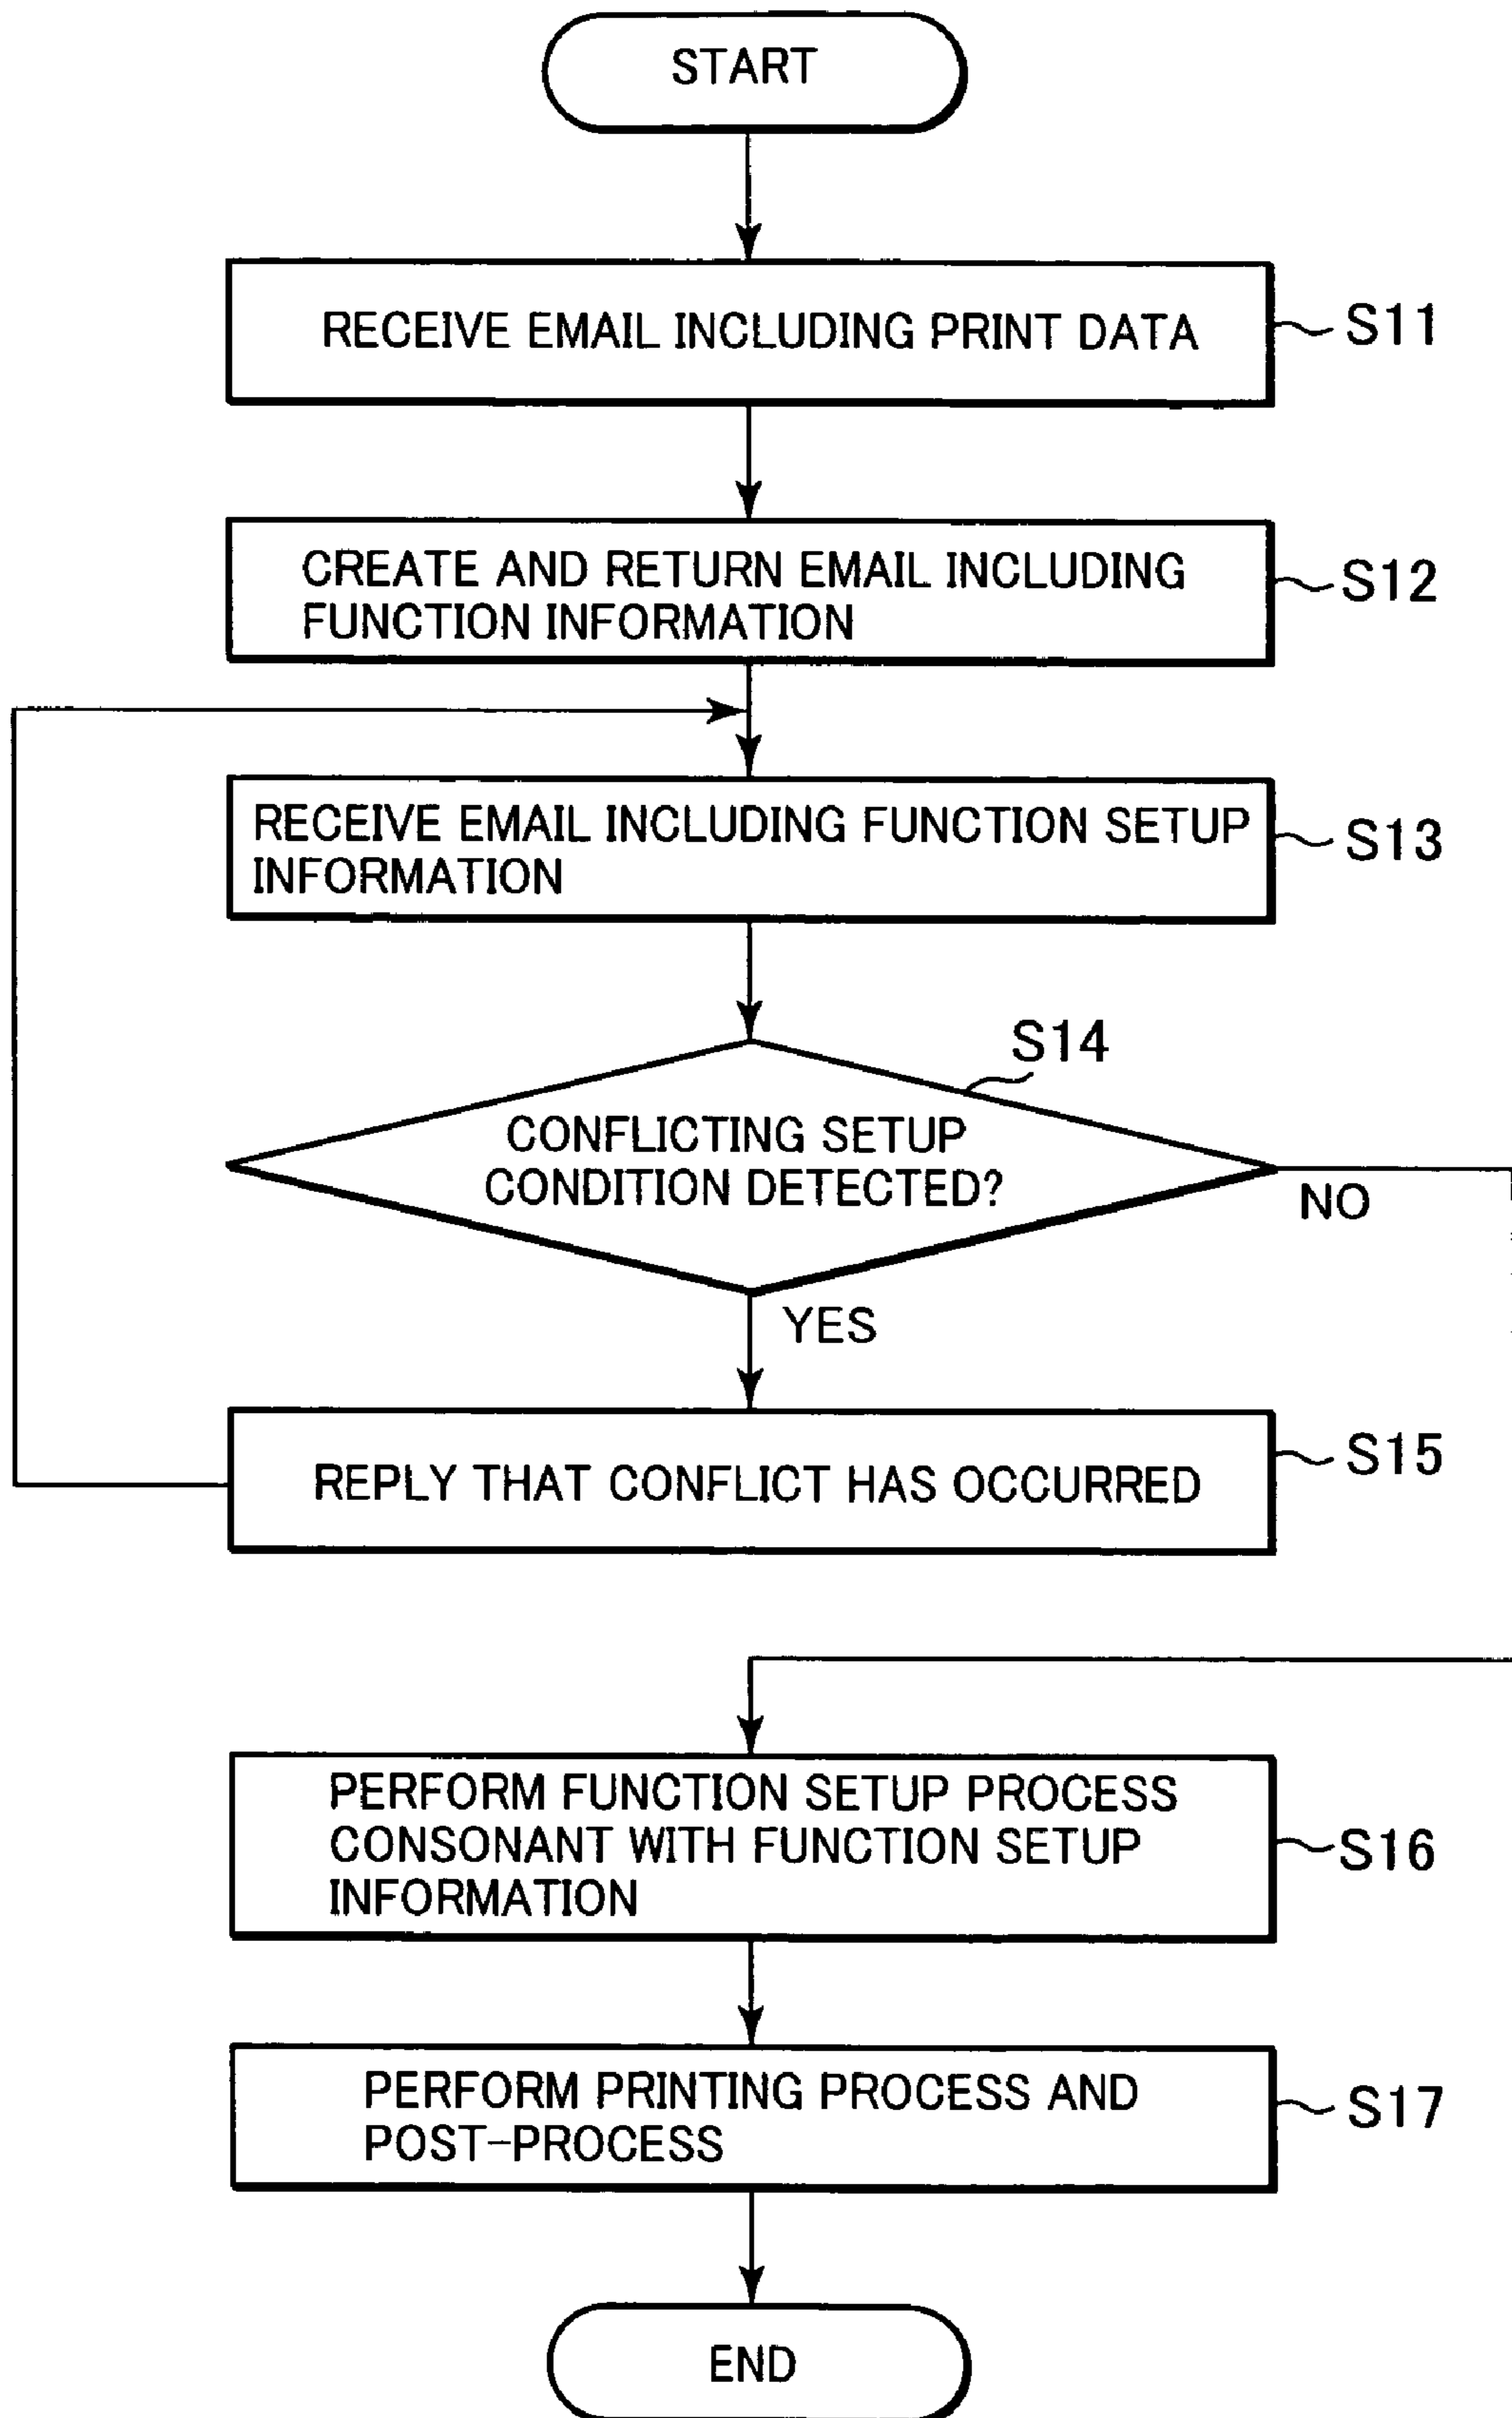 START
RECEIVE EMAIL INCLUDING PRINT DATA
S11
CREATE AND RETURN EMAIL INCLUDING
FUNCTION INFORMATION
S12
RECEIVE EMAIL INCLUDING FUNCTION SETUP
INFORMATION
S13
S14
CONFLICTING SETUP
CONDITION DETECTED?
NO
YES
REPLY THAT CONFLICT HAS OCCURRED
S15
PERFORM FUNCTION SETUP PROCESS
CONSONANT WITH FUNCTION SETUP
INFORMATION
S16
PERFORM PRINTING PROCESS AND
POST-PROCESS
S17
END